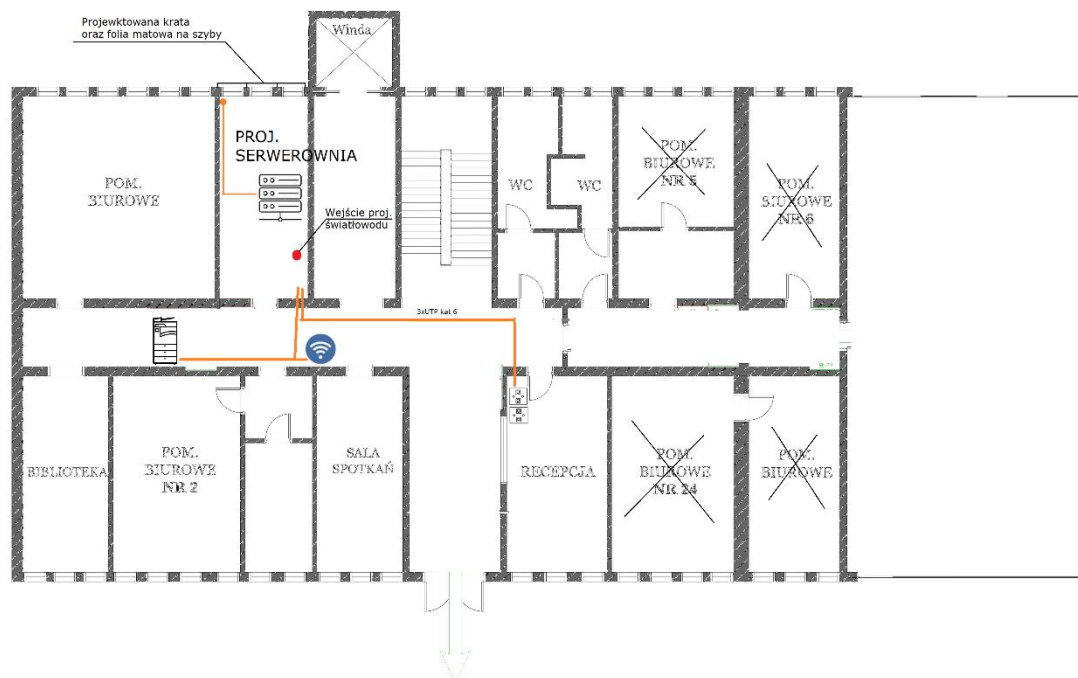 Projewktowana krata
oraz folia matowa na szyby
Winda
PROJ.
SERWEROWNIA
POM.
BIUROWE
Wejście proj.
światłowodu
WC
WC
POM.
BIUROWE
NR 5
POM.
BIUROWE
NR 6
3xUTP kat 6
BIBLIOTEKA
POM.
BIUROWE
NR 2
SALA
SPOTKAŃ
RECEPCJA
POM.
BIUROWE
NR 24
POM.
BIUROWE